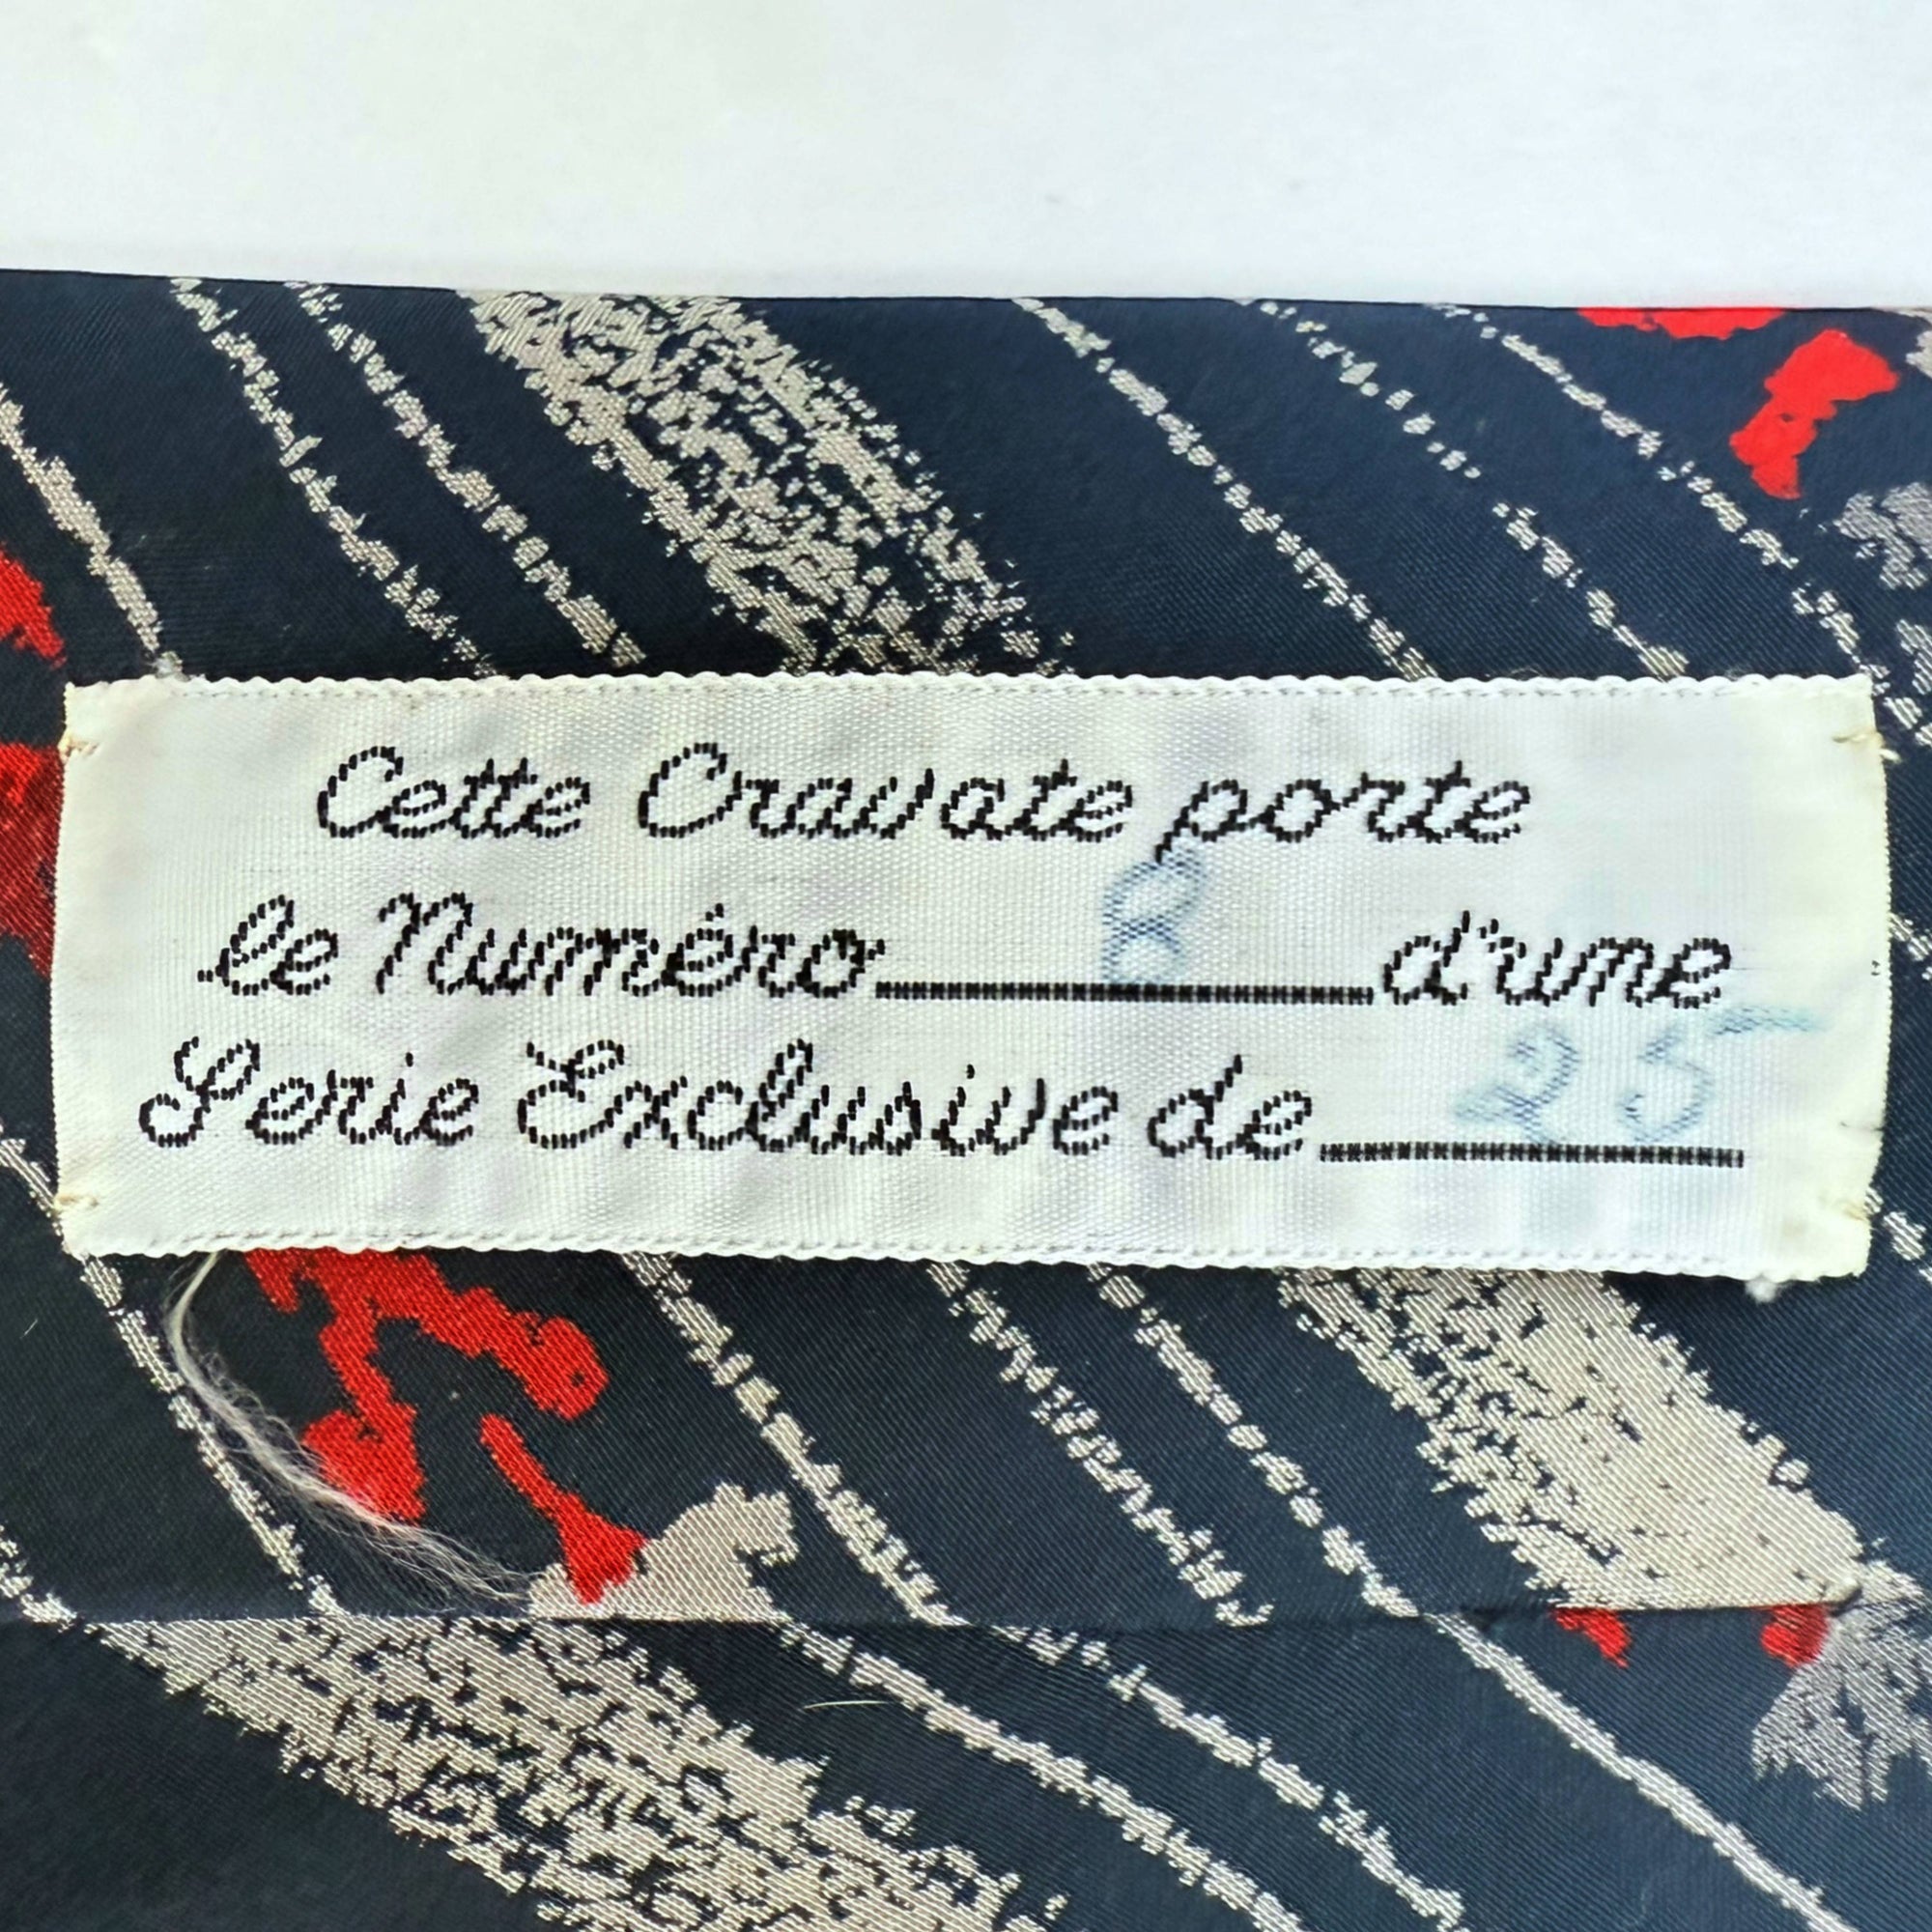 Cette Cravate porte
le Numéro 8 d'une
Serie Exclusive de 25